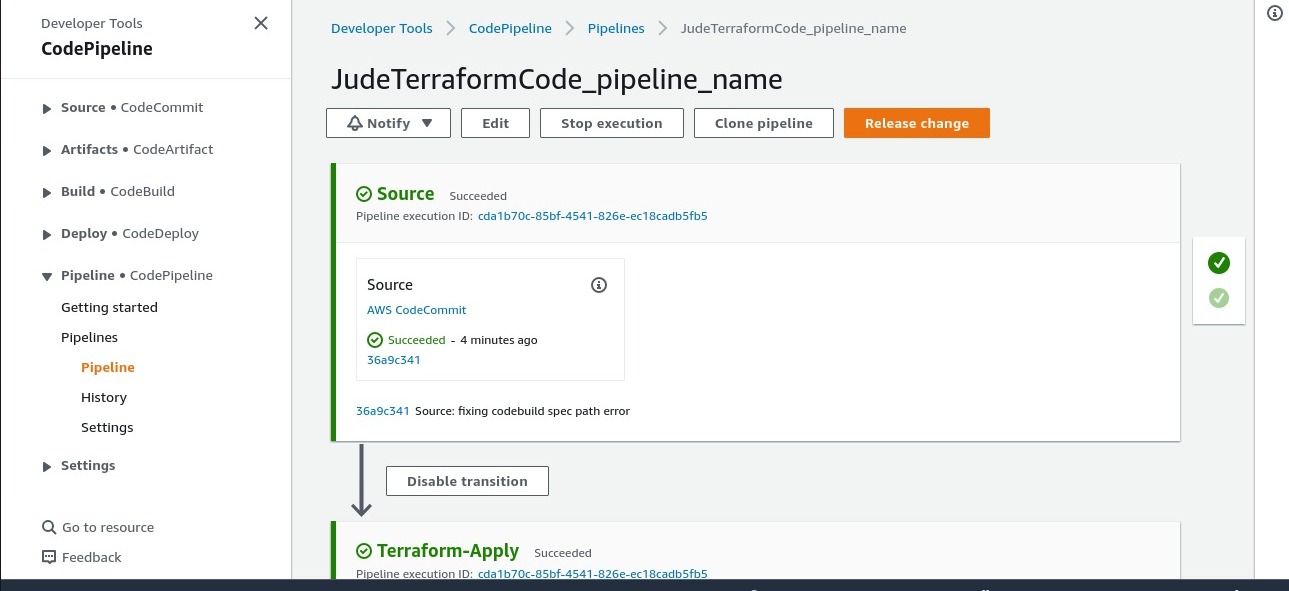 Developer Tools
CodePipeline
Source • CodeCommit
Artifacts • CodeArtifact
Build • CodeBuild
Deploy • CodeDeploy
Pipeline • CodePipeline
Getting started
Pipelines
Pipeline
History
Settings
Settings
Go to resource
Feedback
Developer Tools > CodePipeline > Pipelines > JudeTerraformCode_pipeline_name
JudeTerraformCode_pipeline_name
Notify Edit Stop execution Clone pipeline Release change
Source Succeeded
Pipeline execution ID: cda1b70c-85bf-4541-826e-ec18cadb5fb5
Source
AWS CodeCommit
Succeeded - 4 minutes ago
36a9c341
36a9c341 Source: fixing codebuild spec path error
Disable transition
Terraform-Apply Succeeded
Pipeline execution ID: cda1b70c-85bf-4541-826e-ec18cadb5fb5